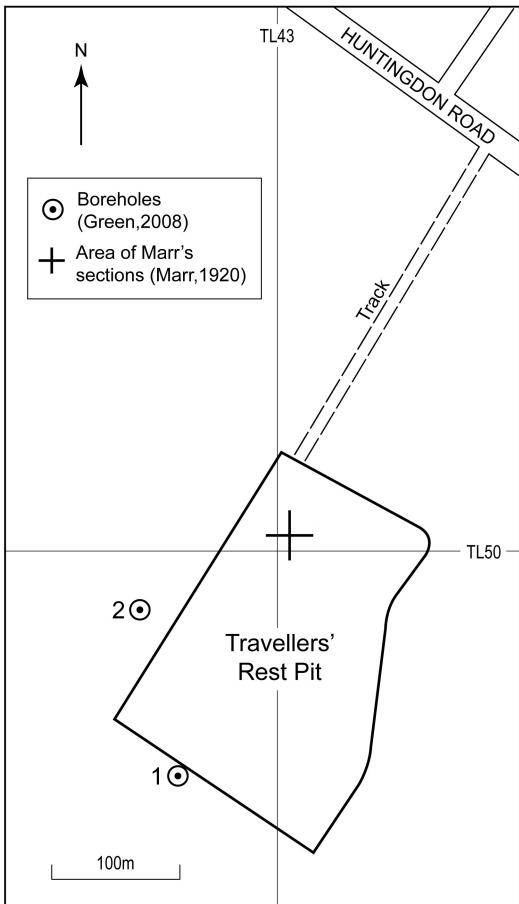 TL43
HUNTINGDON ROAD
N
Boreholes
(Green,2008)
Area of Marr's
sections (Marr,1920)
Track
TL50
2
Travellers'
Rest Pit
1
100m